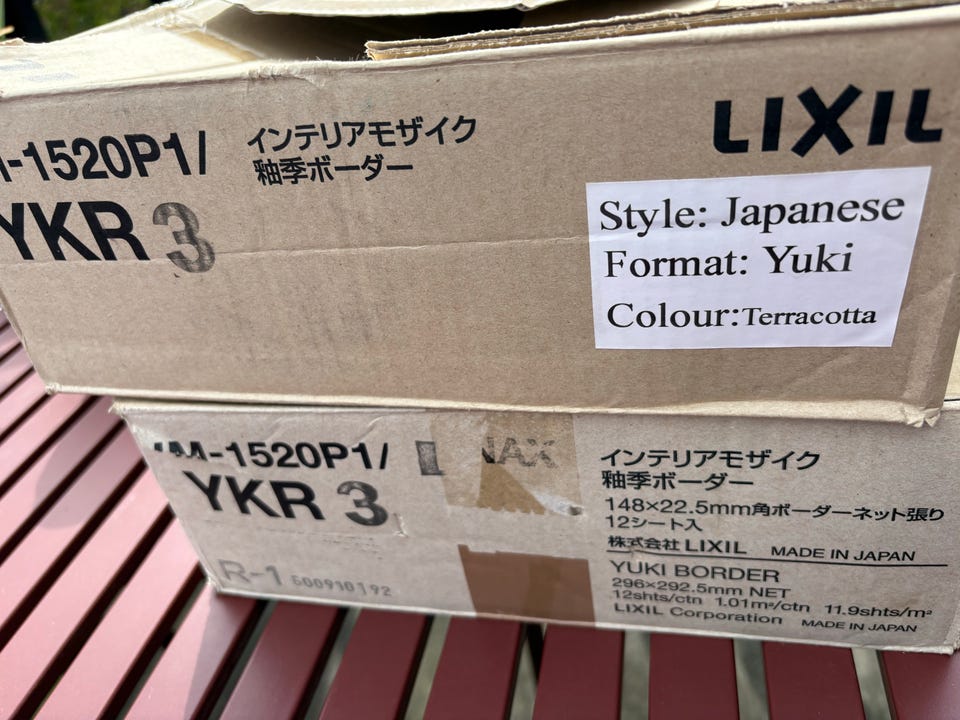 -1520P1/
YKR 3
インテリアモザイク
釉季ボーダー
LIXIL
Style: Japanese
Format: Yuki
Colour:Terracotta
M-1520P1/
YKR 3
INAX
インテリアモザイク
釉季ボーダー
148×22.5mm角ボーダーネット張り
12シート入
株式会社LIXIL MADE IN JAPAN
YUKI BORDER
296×292.5mm NET
12shts/ctn 1.01m²/ctn 11.9shts/m²
LIXIL Corporation MADE IN JAPAN
R-1 500910192